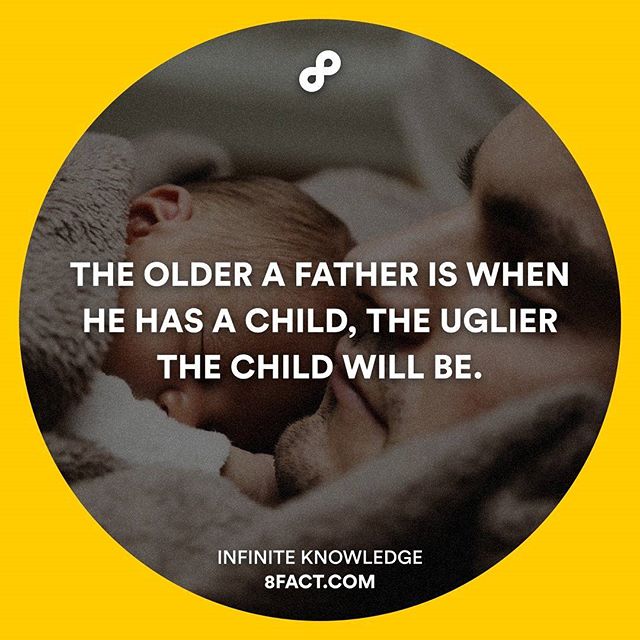 THE OLDER A FATHER IS WHEN
HE HAS A CHILD, THE UGLIER
THE CHILD WILL BE.
INFINITE KNOWLEDGE
8FACT.COM